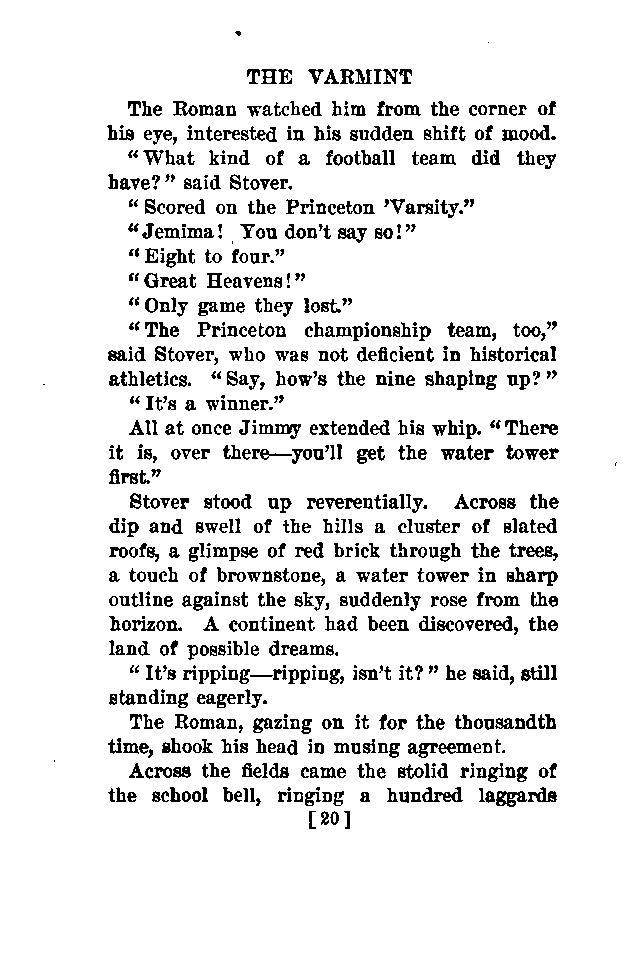 THE VARMINT
The Roman watched him from the corner of
his eye, interested in his sudden shift of mood.
“What kind of a football team did they
have?” said Stover.
“Scored on the Princeton ’Varsity.”
“Jemima! You don’t say so!”
“Eight to four.”
“Great Heavens!”
“Only game they lost.”
“The Princeton championship team, too,”
said Stover, who was not deficient in historical
athletics. “Say, how’s the nine shaping up?”
“It’s a winner.”
All at once Jimmy extended his whip. “There
it is, over there—you’ll get the water tower
first.”
Stover stood up reverentially. Across the
dip and swell of the hills a cluster of slated
roofs, a glimpse of red brick through the trees,
a touch of brownstone, a water tower in sharp
outline against the sky, suddenly rose from the
horizon. A continent had been discovered, the
land of possible dreams.
“It’s ripping—ripping, isn’t it?” he said, still
standing eagerly.
The Roman, gazing on it for the thousandth
time, shook his head in musing agreement.
Across the fields came the stolid ringing of
the school bell, ringing a hundred laggards
[20]